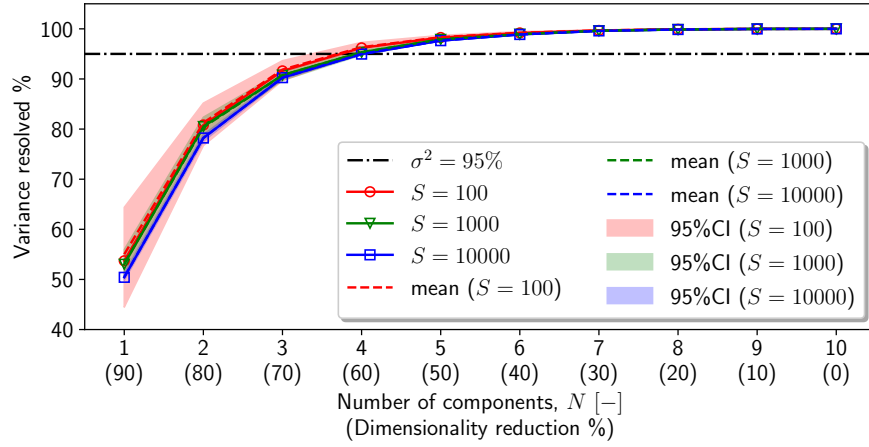 100
90
80
70
60
50
40
Variance resolved %
σ² = 95%
S = 100
S = 1000
S = 10000
mean (S = 100)
mean (S = 1000)
mean (S = 10000)
95%CI (S = 100)
95%CI (S = 1000)
95%CI (S = 10000)
1 2 3 4 5 6 7 8 9 10
(90) (80) (70) (60) (50) (40) (30) (20) (10) (0)
Number of components, N [−]
(Dimensionality reduction %)